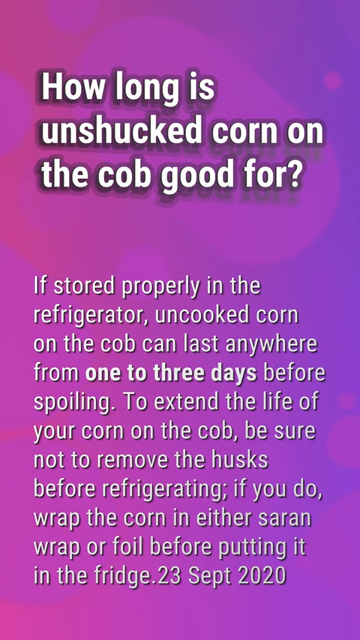 How long is
unshucked corn on
the cob good for?
If stored properly in the
refrigerator, uncooked corn
on the cob can last anywhere
from one to three days before
spoiling. To extend the life of
your corn on the cob, be sure
not to remove the husks
before refrigerating; if you do,
wrap the corn in either saran
wrap or foil before putting it
in the fridge.23 Sept 2020